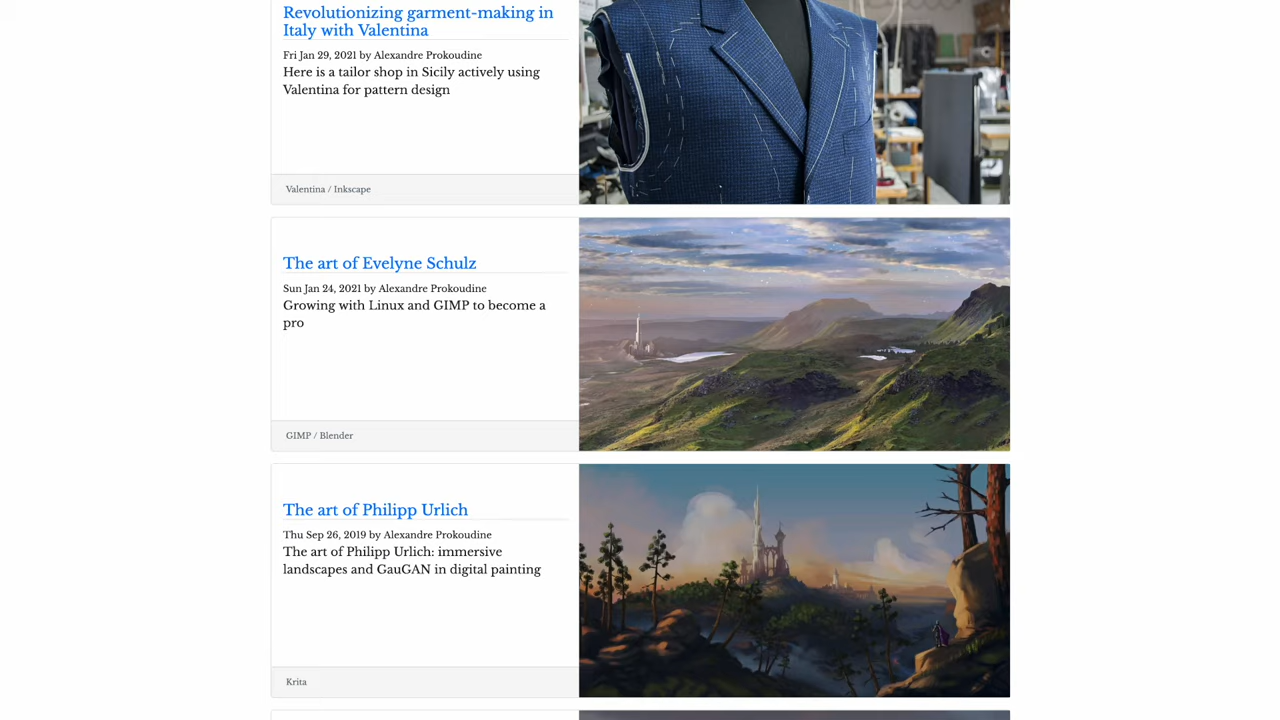 Revolutionizing garment-making in
Italy with Valentina
Fri Jan 29, 2021 by Alexandre Prokoudine
Here is a tailor shop in Sicily actively using
Valentina for pattern design
Valentina / Inkscape
The art of Evelyne Schulz
Sun Jan 24, 2021 by Alexandre Prokoudine
Growing with Linux and GIMP to become a
pro
GIMP / Blender
The art of Philipp Urlich
Thu Sep 26, 2019 by Alexandre Prokoudine
The art of Philipp Urlich: immersive
landscapes and GauGAN in digital painting
Krita